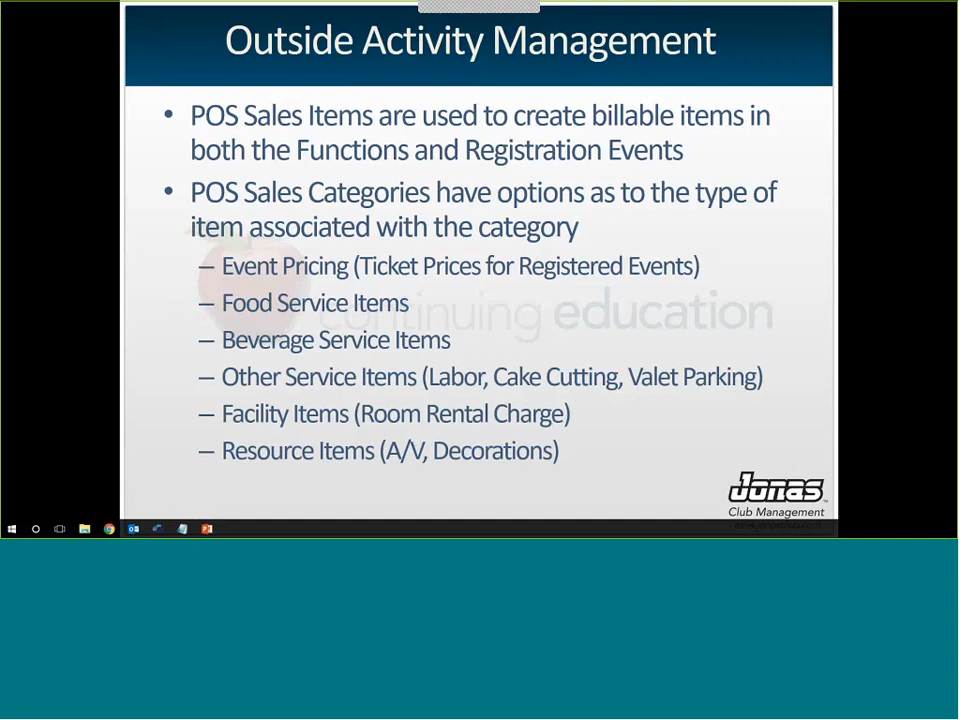 Outside Activity Management
• POS Sales Items are used to create billable items in
both the Functions and Registration Events
• POS Sales Categories have options as to the type of
item associated with the category
– Event Pricing (Ticket Prices for Registered Events)
– Food Service Items
continuing education
– Beverage Service Items
– Other Service Items (Labor, Cake Cutting, Valet Parking)
– Facility Items (Room Rental Charge)
– Resource Items (A/V, Decorations)
Jonas
Club Management
www.jonasclub.com